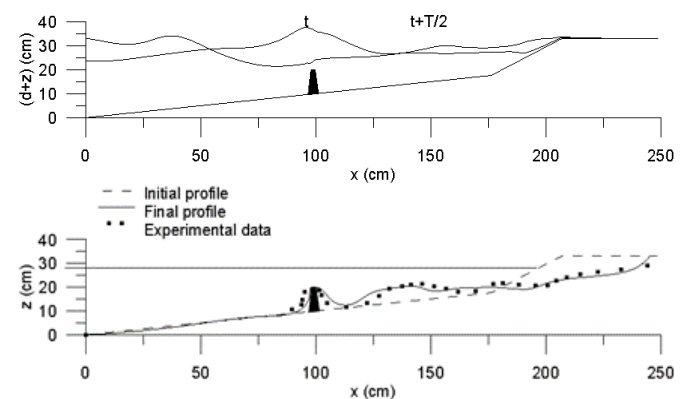 t
t+T/2
40
30
20
10
0
(d+z) (cm)
0 50 100 150 200 250
x (cm)
Initial profile
Final profile
Experimental data
40
30
20
10
0
z (cm)
0 50 100 150 200 250
x (cm)